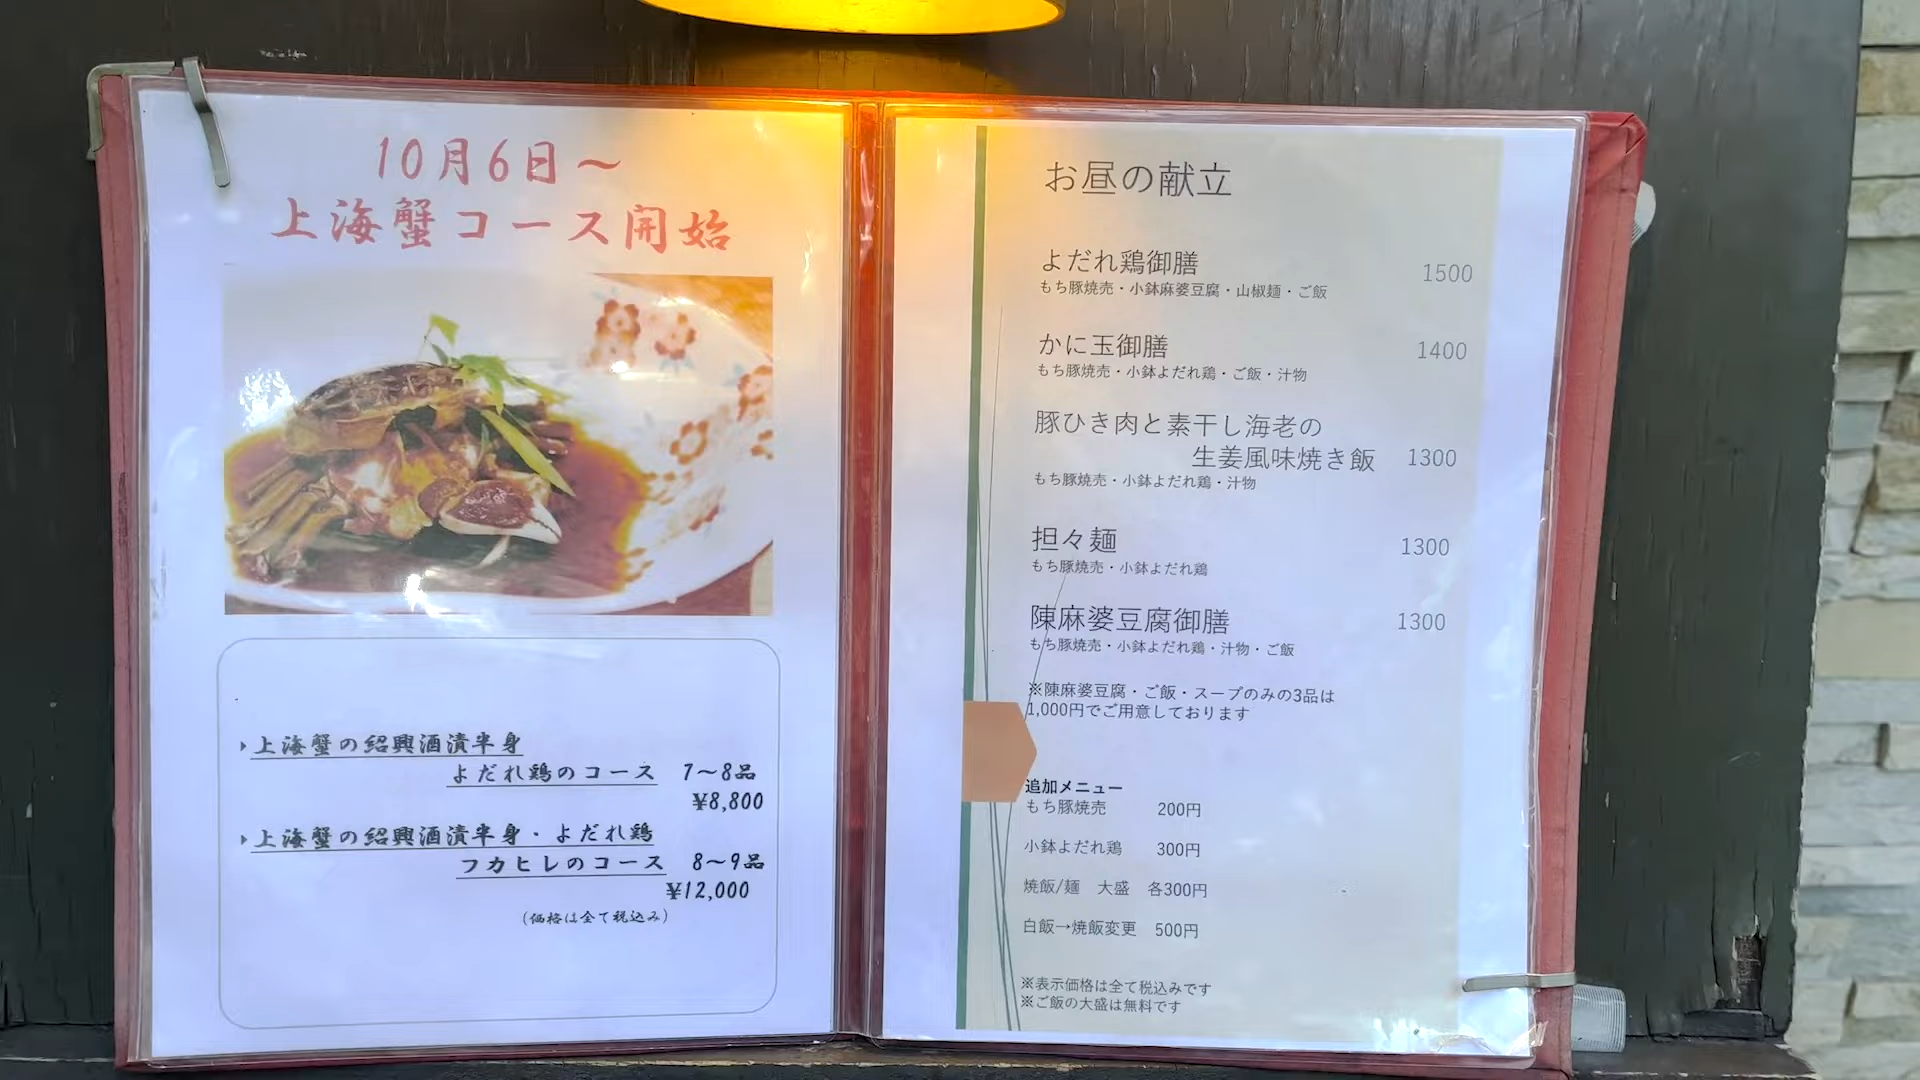 10月6日～
上海蟹コース開始
・上海蟹の紹興酒漬半身
よだれ鶏のコース 7～8品
¥8,800
・上海蟹の紹興酒漬半身・よだれ鶏
フカヒレのコース 8～9品
¥12,000
(価格は全て税込み)
お昼の献立
よだれ鶏御膳 1500
もち豚焼売・小鉢麻婆豆腐・山椒麺・ご飯
かに玉御膳 1400
もち豚焼売・小鉢よだれ鶏・ご飯・汁物
豚ひき肉と素干し海老の
生姜風味焼き飯 1300
もち豚焼売・小鉢よだれ鶏・汁物
担々麺 1300
もち豚焼売・小鉢よだれ鶏
陳麻婆豆腐御膳 1300
もち豚焼売・小鉢よだれ鶏・汁物・ご飯
※陳麻婆豆腐・ご飯・スープのみの3品は
1,000円でご用意しております
追加メニュー
もち豚焼売 200円
小鉢よだれ鶏 300円
焼飯/麺 大盛 各300円
白飯→焼飯変更 500円
※表示価格は全て税込みです
※ご飯の大盛は無料です